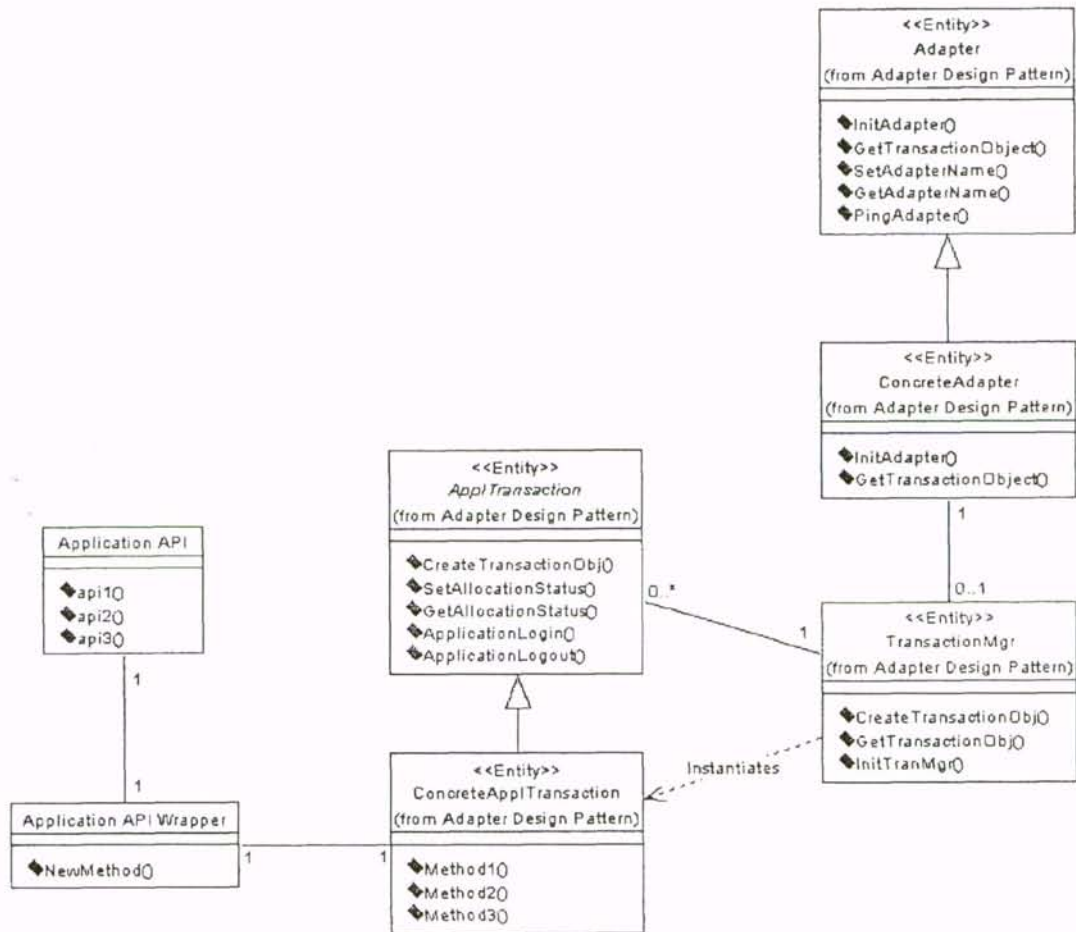 <<Entity>>
Adapter
(from Adapter Design Pattern)
InitAdapter()
GetTransactionObject()
SetAdapterName()
GetAdapterName()
PingAdapter()
<<Entity>>
ConcreteAdapter
(from Adapter Design Pattern)
InitAdapter()
GetTransactionObject()
1
0..1
<<Entity>>
TransactionMgr
(from Adapter Design Pattern)
CreateTransactionObj()
GetTransactionObj()
InitTranMgr()
<<Entity>>
ApplTransaction
(from Adapter Design Pattern)
CreateTransactionObj()
SetAllocationStatus()
GetAllocationStatus()
ApplicationLogin()
ApplicationLogout()
0..*
1
Instantiates
<<Entity>>
ConcreteApplTransaction
(from Adapter Design Pattern)
Method1()
Method2()
Method3()
Application API
api1()
api2()
api3()
1
1
Application API Wrapper
NewMethod()
1
1